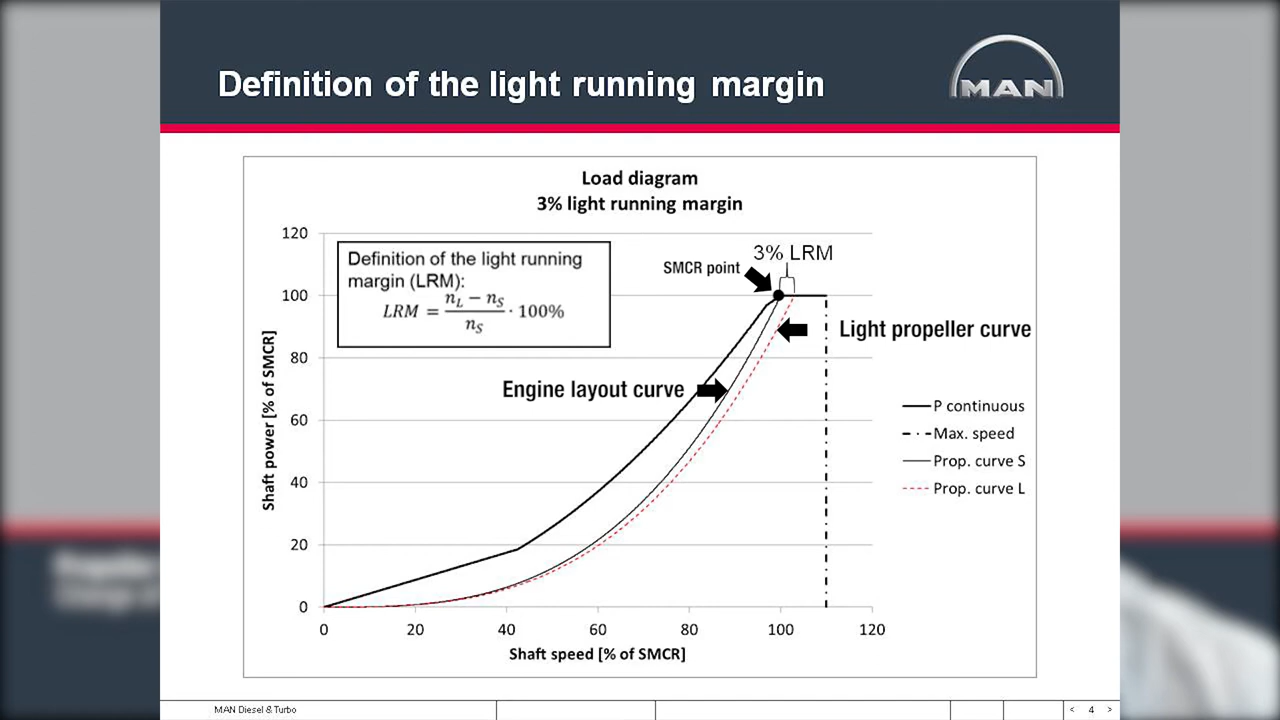 Definition of the light running margin
MAN
Load diagram
3% light running margin
Definition of the light running
margin (LRM):
LRM = (n_L − n_S) / n_S · 100%
3% LRM
SMCR point
Light propeller curve
Engine layout curve
120
100
80
60
40
20
0
Shaft power [% of SMCR]
0 20 40 60 80 100 120
Shaft speed [% of SMCR]
P continuous
Max. speed
Prop. curve S
Prop. curve L
MAN Diesel & Turbo
< 4 >